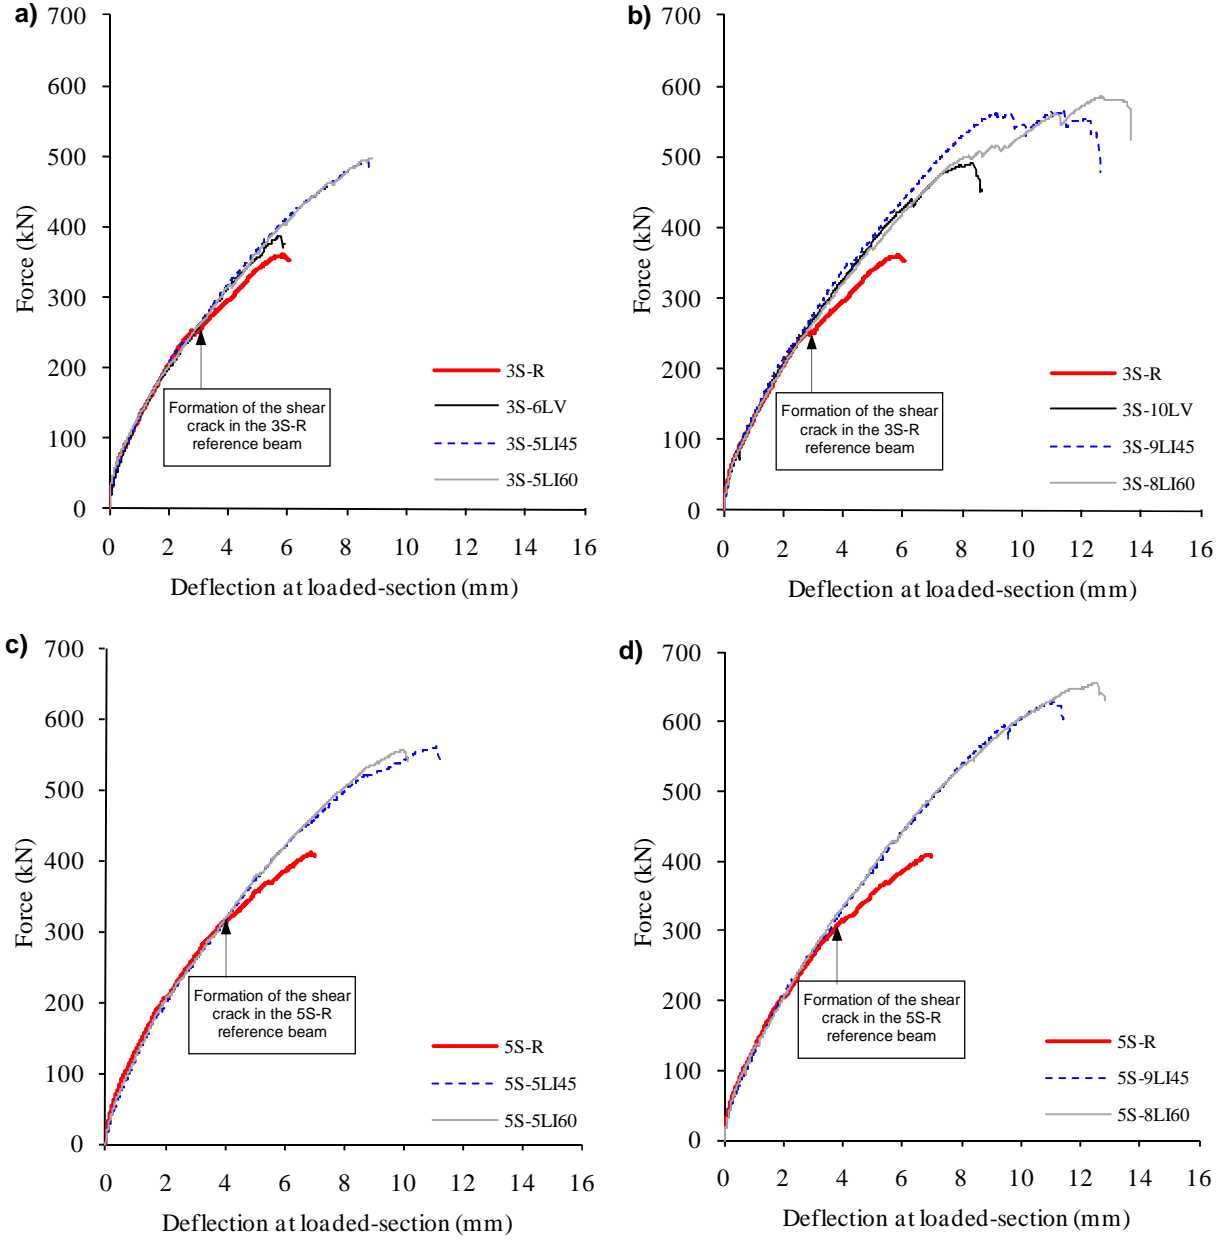 a)
700
600
500
400
300
200
100
0
Force (kN)
0 2 4 6 8 10 12 14 16
Deflection at loaded-section (mm)
Formation of the shear
crack in the 3S-R
reference beam
3S-R
3S-6LV
3S-5LI45
3S-5LI60
b)
700
600
500
400
300
200
100
0
Force (kN)
0 2 4 6 8 10 12 14 16
Deflection at loaded-section (mm)
Formation of the shear
crack in the 3S-R
reference beam
3S-R
3S-10LV
3S-9LI45
3S-8LI60
c)
700
600
500
400
300
200
100
0
Force (kN)
0 2 4 6 8 10 12 14 16
Deflection at loaded-section (mm)
Formation of the shear
crack in the 5S-R
reference beam
5S-R
5S-5LI45
5S-5LI60
d)
700
600
500
400
300
200
100
0
Force (kN)
0 2 4 6 8 10 12 14 16
Deflection at loaded-section (mm)
Formation of the shear
crack in the 5S-R
reference beam
5S-R
5S-9LI45
5S-8LI60